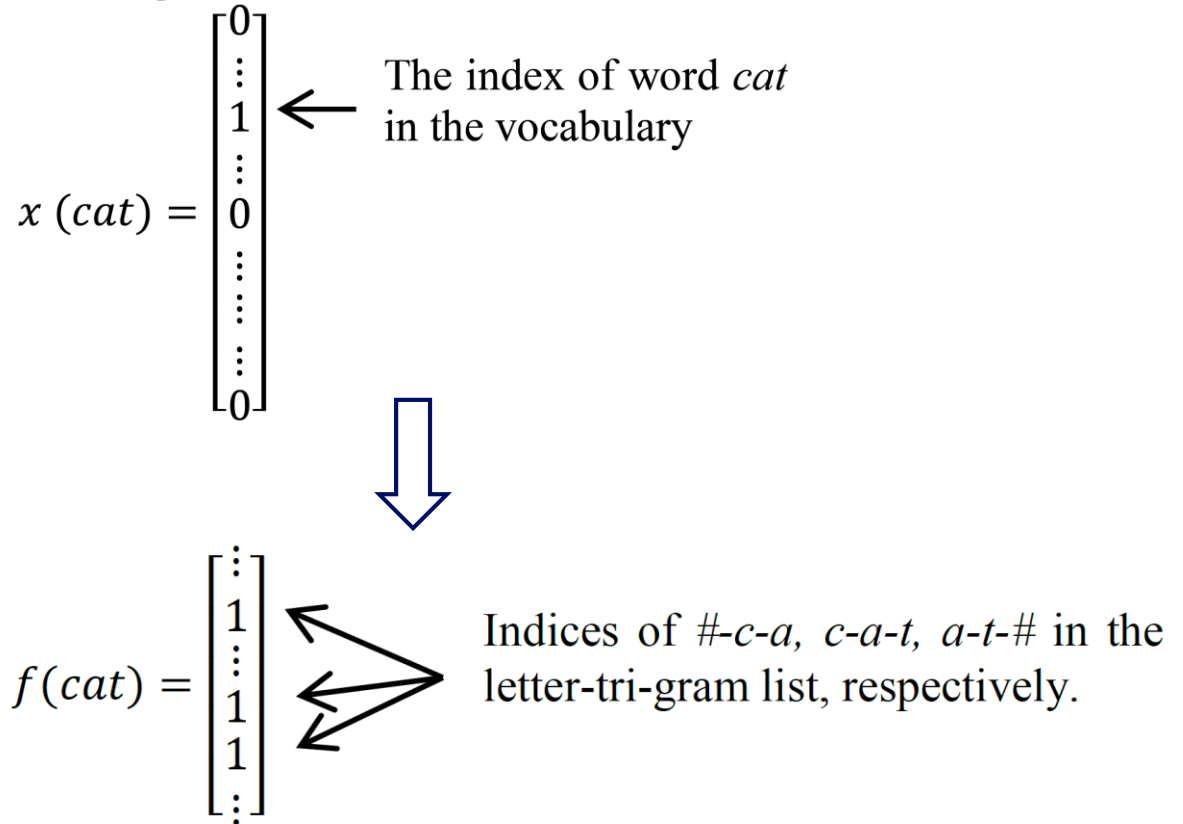 0
⋮
The index of word cat
1
in the vocabulary
⋮
x (cat) = 0
⋮
⋮
⋮
0
⋮
1
Indices of #-c-a, c-a-t, a-t-# in the
⋮
f(cat) = 1
letter-tri-gram list, respectively.
1
⋮